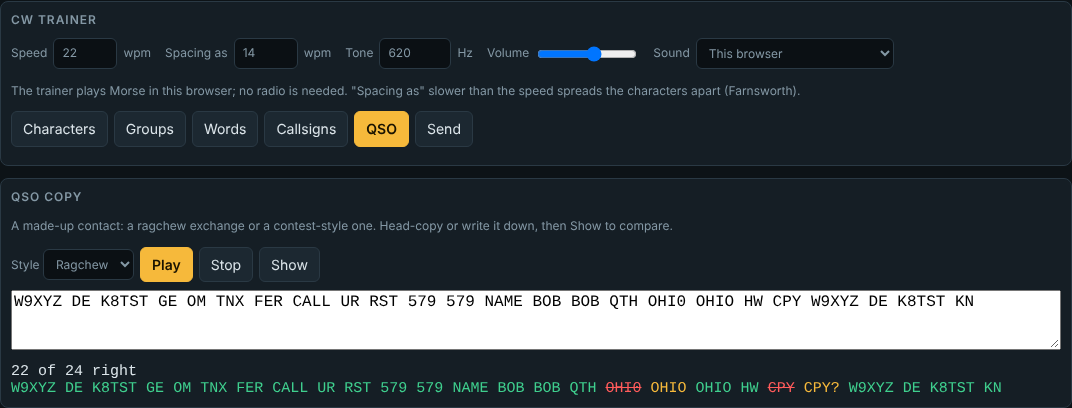 CW TRAINER
Speed 22 wpm Spacing as 14 wpm Tone 620 Hz Volume Sound This browser
The trainer plays Morse in this browser; no radio is needed. "Spacing as" slower than the speed spreads the characters apart (Farnsworth).
Characters Groups Words Callsigns QSO Send
QSO COPY
A made-up contact: a ragchew exchange or a contest-style one. Head-copy or write it down, then Show to compare.
Style Ragchew Play Stop Show
W9XYZ DE K8TST GE OM TNX FER CALL UR RST 579 579 NAME BOB BOB QTH OHI0 OHIO HW CPY W9XYZ DE K8TST KN
22 of 24 right
W9XYZ DE K8TST GE OM TNX FER CALL UR RST 579 579 NAME BOB BOB QTH OHI0 OHIO OHIO HW CPY CPY? W9XYZ DE K8TST KN